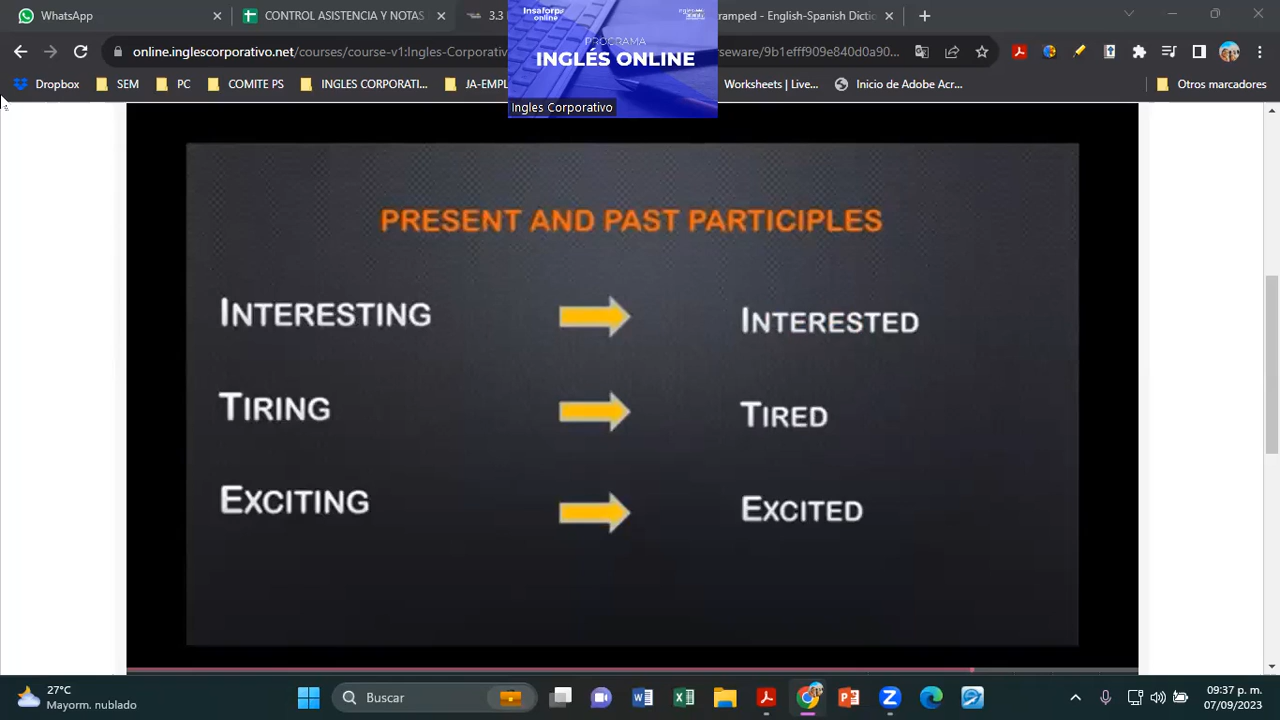 WhatsApp
CONTROL ASISTENCIA Y NOTAS
3.3
ramped - English-Spanish Dictio
Insaforp
online
PROGRAMA
INGLÉS ONLINE
Ingles Corporativo
online.inglescorporativo.net/course
e-v1:Ingles-Corporativ
seware/9b1efff909e840d0a90...
Dropbox
SEM
PC
COMITE PS
INGLES CORPORATI...
JA-EMPL
Worksheets | Live...
Inicio de Adobe Acr...
Otros marcadores
PRESENT AND PAST PARTICIPLES
INTERESTING
INTERESTED
TIRING
TIRED
EXCITING
EXCITED
27°C
Mayorm. nublado
Buscar
09:37 p. m.
07/09/2023